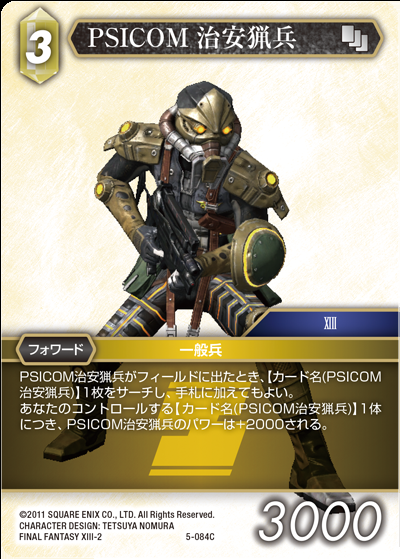 3
PSICOM 治安猟兵
XIII
フォワード
一般兵
PSICOM治安猟兵がフィールドに出たとき、【カード名(PSICOM
治安猟兵)】1枚をサーチし、手札に加えてもよい。
あなたのコントロールする【カード名(PSICOM治安猟兵)】1体
につき、PSICOM治安猟兵のパワーは+2000される。
©2011 SQUARE ENIX CO., LTD. All Rights Reserved.
CHARACTER DESIGN: TETSUYA NOMURA
FINAL FANTASY XIII-2
5-084C
3000